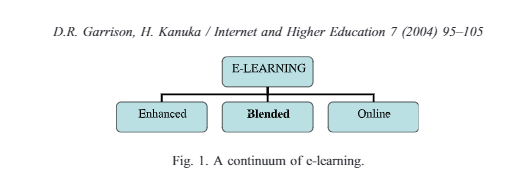 D.R. Garrison, H. Kanuka / Internet and Higher Education 7 (2004) 95–105
E-LEARNING
Enhanced Blended Online
Fig. 1. A continuum of e-learning.